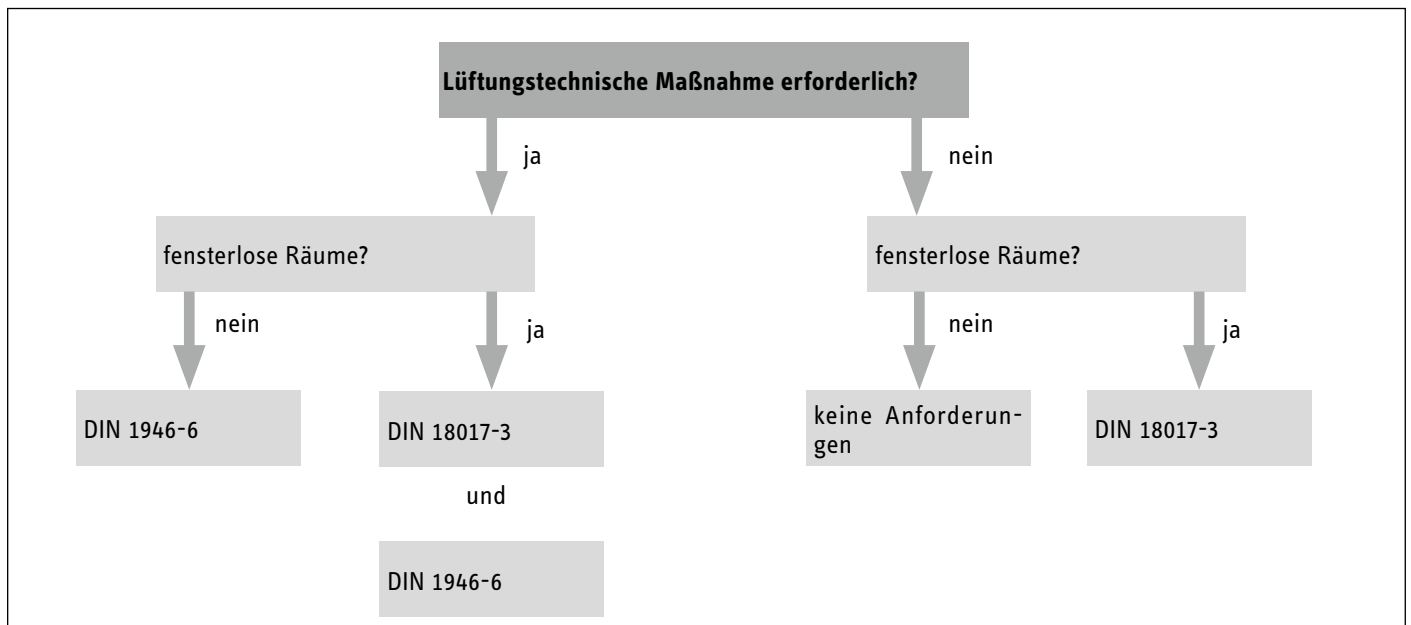 Lüftungstechnische Maßnahme erforderlich?
ja
nein
fensterlose Räume?
fensterlose Räume?
nein
ja
nein
ja
DIN 1946-6
DIN 18017-3
keine Anforderun-
gen
DIN 18017-3
und
DIN 1946-6